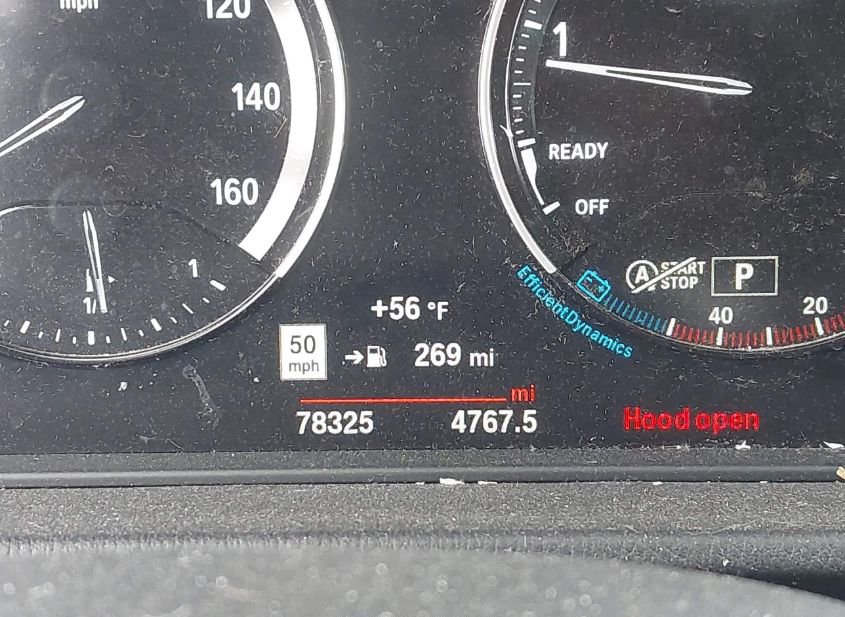 mph
120
140
160
1
1/
1
READY
OFF
EfficientDynamics
A START STOP
P
40
20
+56 °F
50 mph
269 mi
mi
78325
4767.5
Hood open